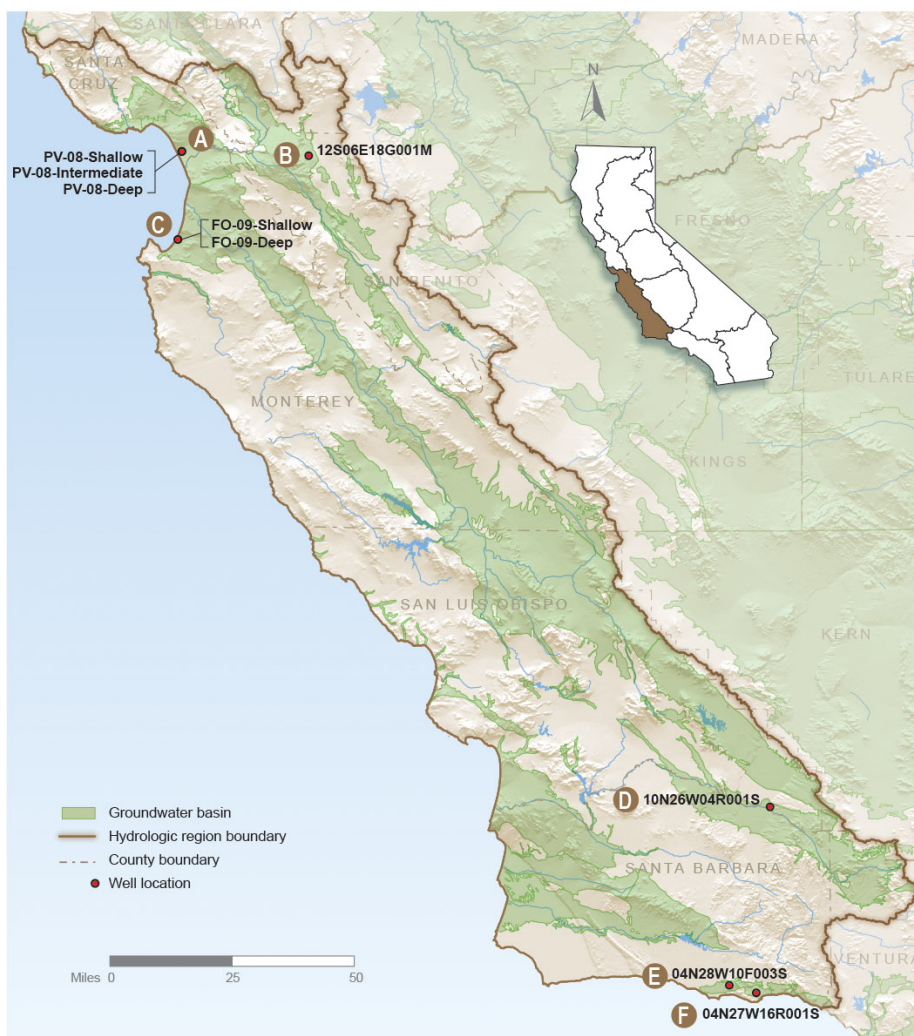 SANTA CLARA
MADERA
SANTA
CRUZ
N
A
B
12S06E18G001M
PV-08-Shallow
PV-08-Intermediate
PV-08-Deep
C
FO-09-Shallow
FO-09-Deep
FRESNO
SAN BENITO
TULARE
MONTEREY
KINGS
SAN LUIS OBISPO
KERN
D
10N26W04R001S
Groundwater basin
Hydrologic region boundary
County boundary
Well location
SANTA BARBARA
VENTURA
Miles 0 25 50
E
04N28W10F003S
F
04N27W16R001S